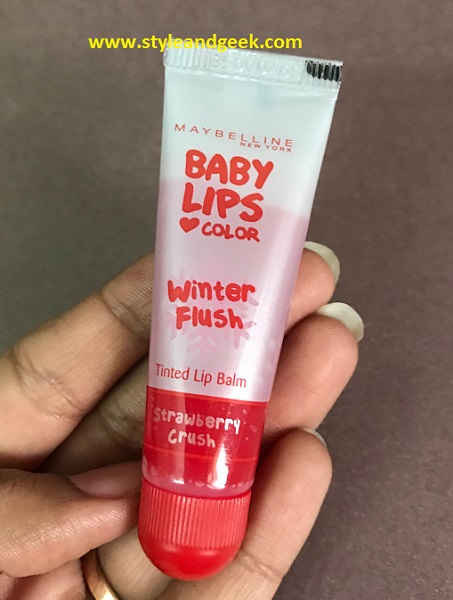 www.styleandgeek.com
MAYBELLINE
NEW YORK
BABY
LIPS
COLOR
Winter
Flush
Tinted Lip Balm
Strawberry
Crush